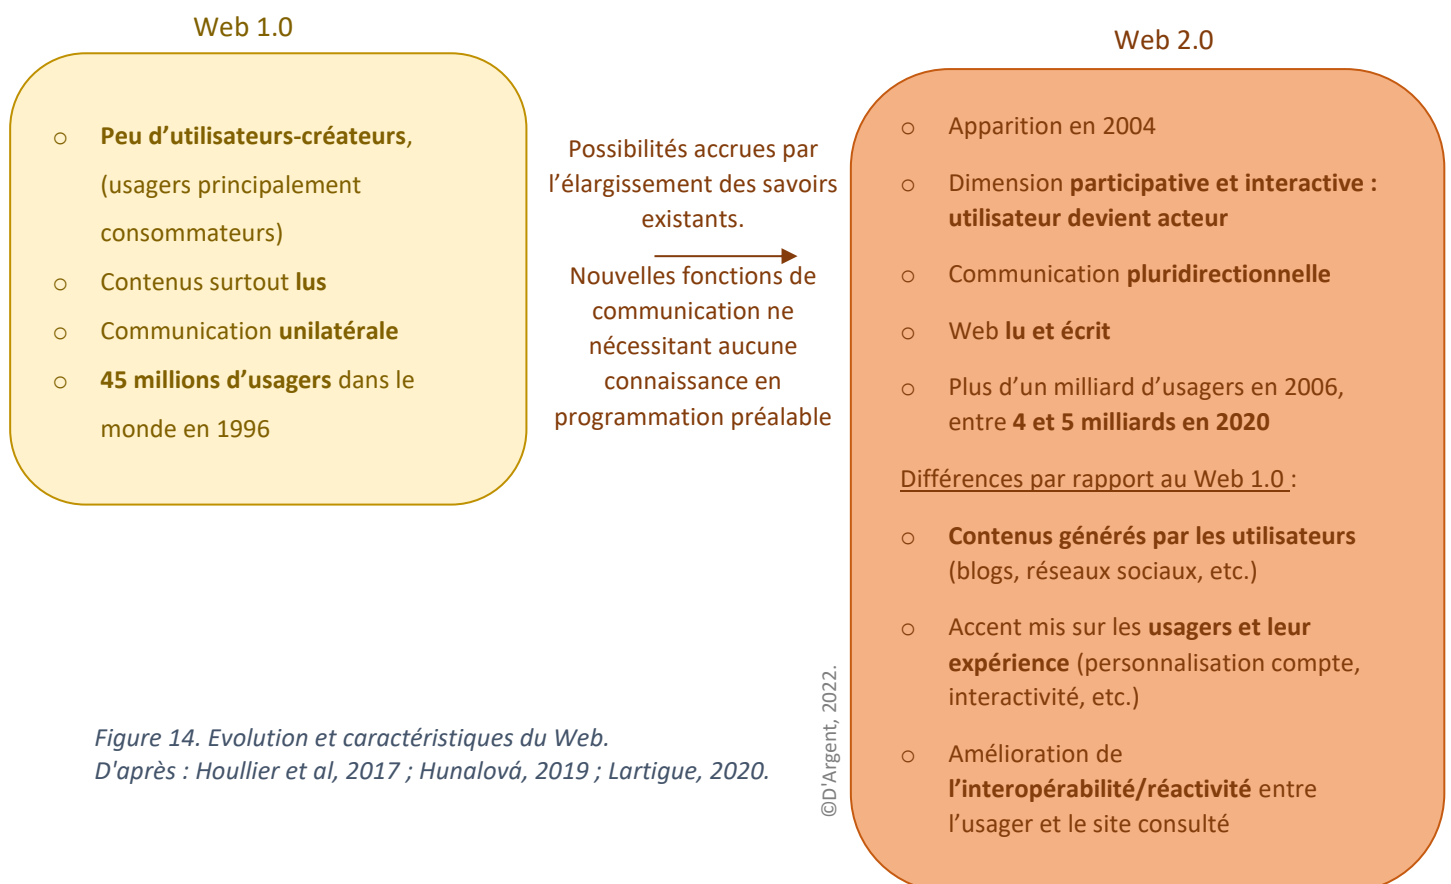 Web 1.0
o Peu d’utilisateurs-créateurs,
(usagers principalement
consommateurs)
o Contenus surtout lus
o Communication unilatérale
o 45 millions d’usagers dans le
monde en 1996
Possibilités accrues par
l’élargissement des savoirs
existants.
Nouvelles fonctions de
communication ne
nécessitant aucune
connaissance en
programmation préalable
Web 2.0
o Apparition en 2004
o Dimension participative et interactive :
utilisateur devient acteur
o Communication pluridirectionnelle
o Web lu et écrit
o Plus d’un milliard d’usagers en 2006,
entre 4 et 5 milliards en 2020
Différences par rapport au Web 1.0 :
o Contenus générés par les utilisateurs
(blogs, réseaux sociaux, etc.)
o Accent mis sur les usagers et leur
expérience (personnalisation compte,
interactivité, etc.)
o Amélioration de
l’interopérabilité/réactivité entre
l’usager et le site consulté
©D'Argent, 2022.
Figure 14. Evolution et caractéristiques du Web.
D'après : Houllier et al, 2017 ; Hunalová, 2019 ; Lartigue, 2020.